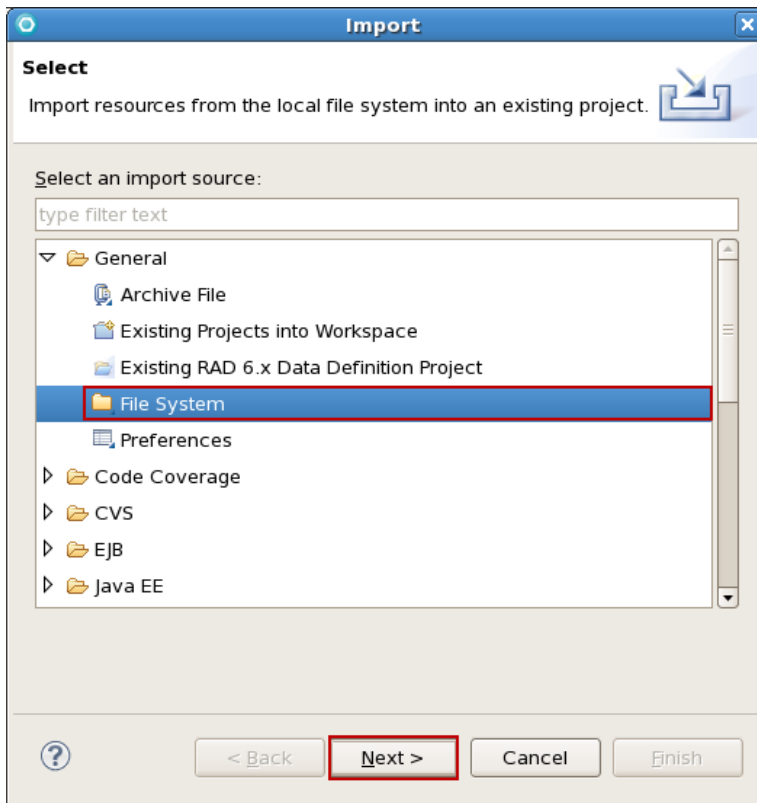 Import
Select
Import resources from the local file system into an existing project.
Select an import source:
type filter text
General
Archive File
Existing Projects into Workspace
Existing RAD 6.x Data Definition Project
File System
Preferences
Code Coverage
CVS
EJB
Java EE
? < Back Next > Cancel Finish